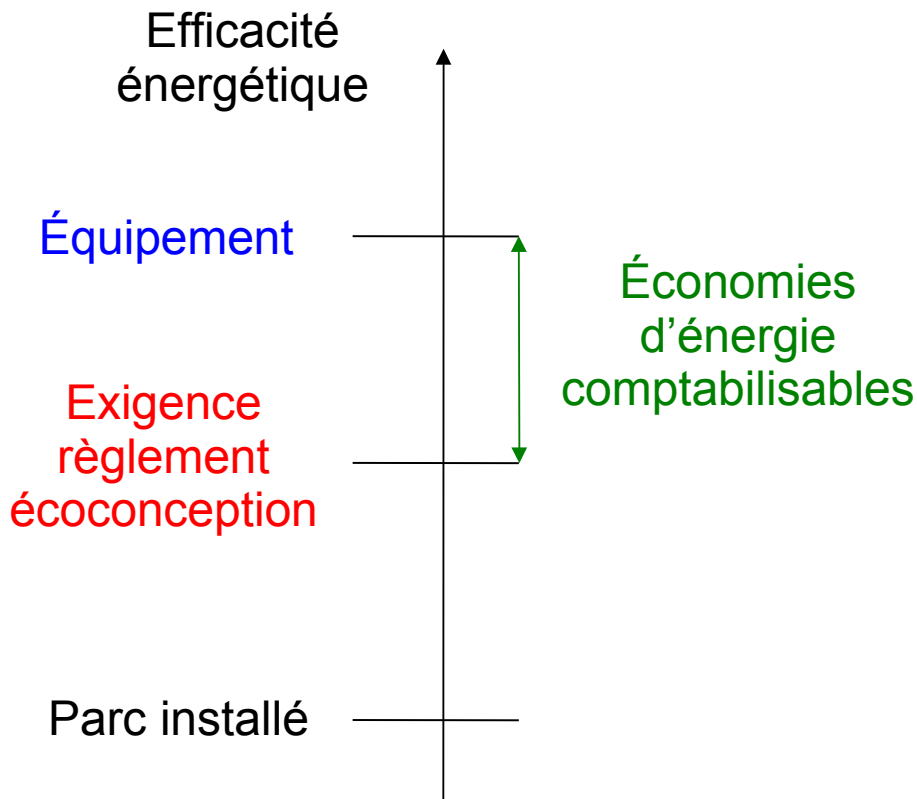 Efficacité
énergétique
Équipement
Économies
d’énergie
comptabilisables
Exigence
règlement
écoconception
Parc installé